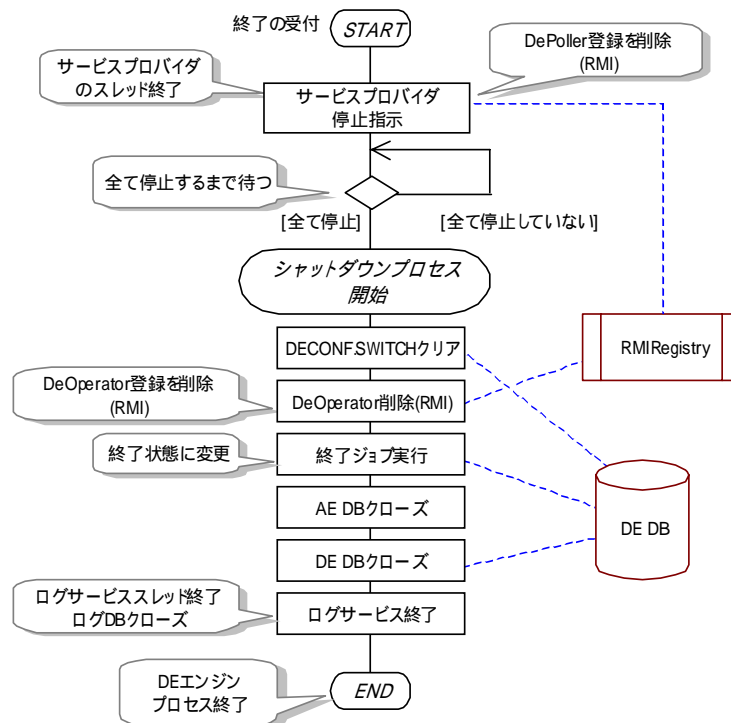 終了の受付
START
DePoller登録を削除
(RMI)
サービスプロバイダ
のスレッド終了
サービスプロバイダ
停止指示
全て停止するまで待つ
[全て停止]
[全て停止していない]
シャットダウンプロセス
開始
DECONF.SWITCHクリア
RMIRegistry
DeOperator登録を削除
(RMI)
DeOperator削除(RMI)
終了状態に変更
終了ジョブ実行
AE DBクローズ
DE DB
DE DBクローズ
ログサービススレッド終了
ログDBクローズ
ログサービス終了
DEエンジン
プロセス終了
END